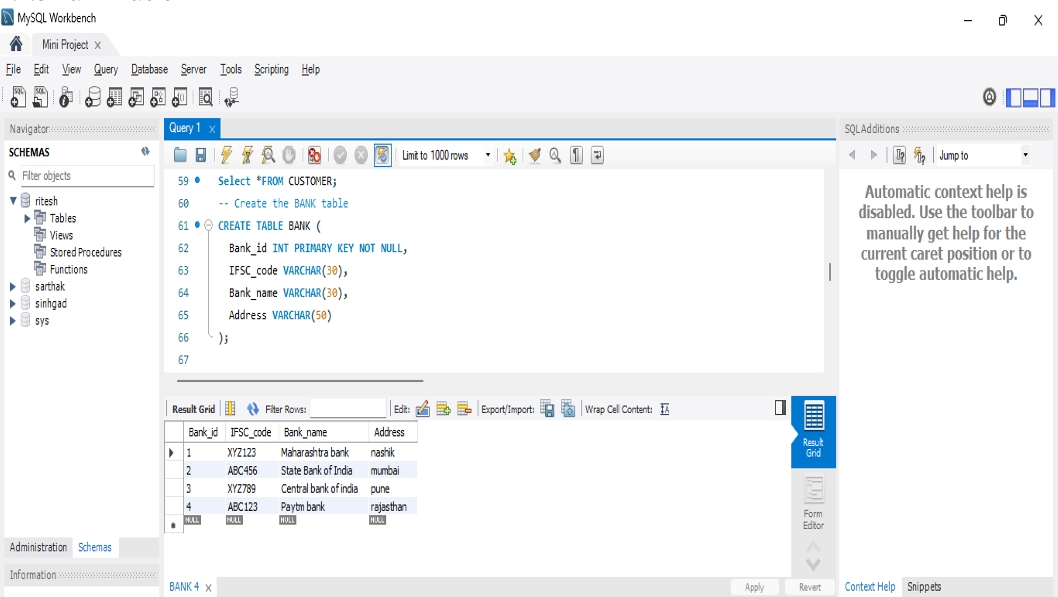 MySQL Workbench
Mini Project X
File Edit View Query Database Server Tools Scripting Help
Navigator
SCHEMAS
Filter objects
ritesh
Tables
Views
Stored Procedures
Functions
sarthak
sinhgad
sys
Administration Schemas
Information
Query 1 X
Limit to 1000 rows
59 Select *FROM CUSTOMER;
60 -- Create the BANK table
61 CREATE TABLE BANK (
62 Bank_id INT PRIMARY KEY NOT NULL,
63 IFSC_code VARCHAR(30),
64 Bank_name VARCHAR(30),
65 Address VARCHAR(50)
66 );
67
Result Grid Filter Rows: Edit: Export/Import: Wrap Cell Content:
Bank_id IFSC_code Bank_name Address
1 XYZ123 Maharashtra bank nashik
2 ABC456 State Bank of India mumbai
3 XYZ789 Central bank of india pune
4 ABC123 Paytm bank rajasthan
NULL NULL NULL NULL
Result
Grid
Form
Editor
BANK 4 X
Apply Revert
SQLAdditions
Jump to
Automatic context help is
disabled. Use the toolbar to
manually get help for the
current caret position or to
toggle automatic help.
Context Help Snippets